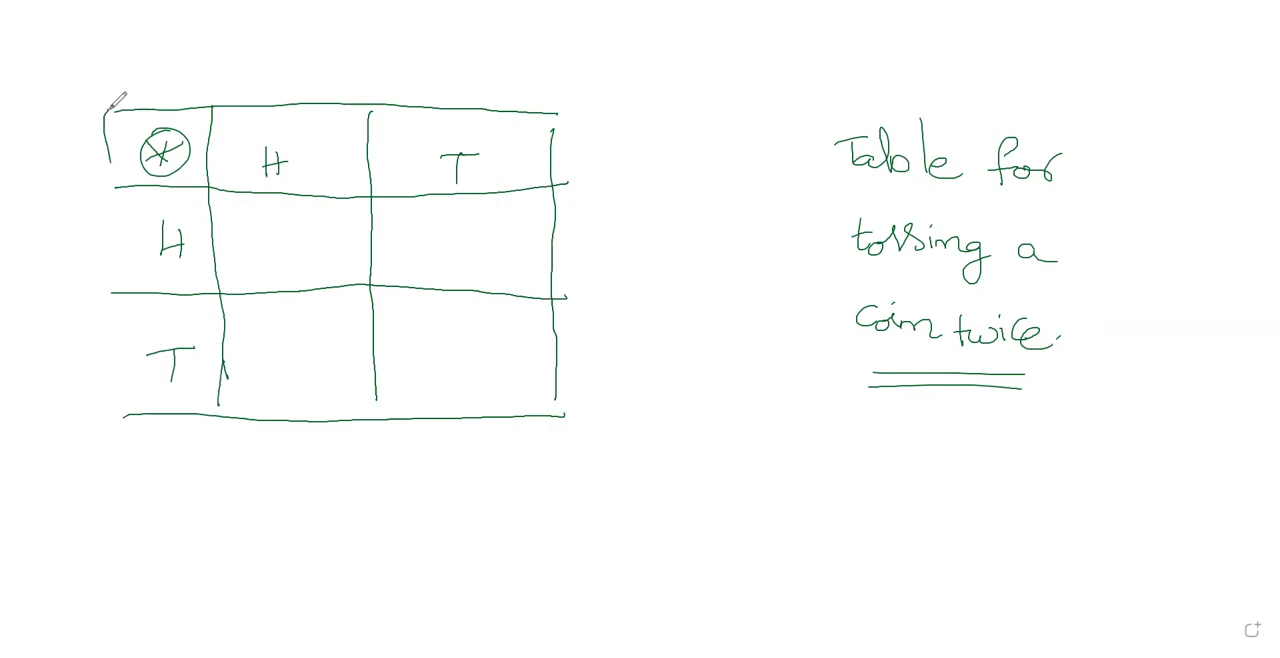 * H T
H
T
Table for
tossing a
coin twice.